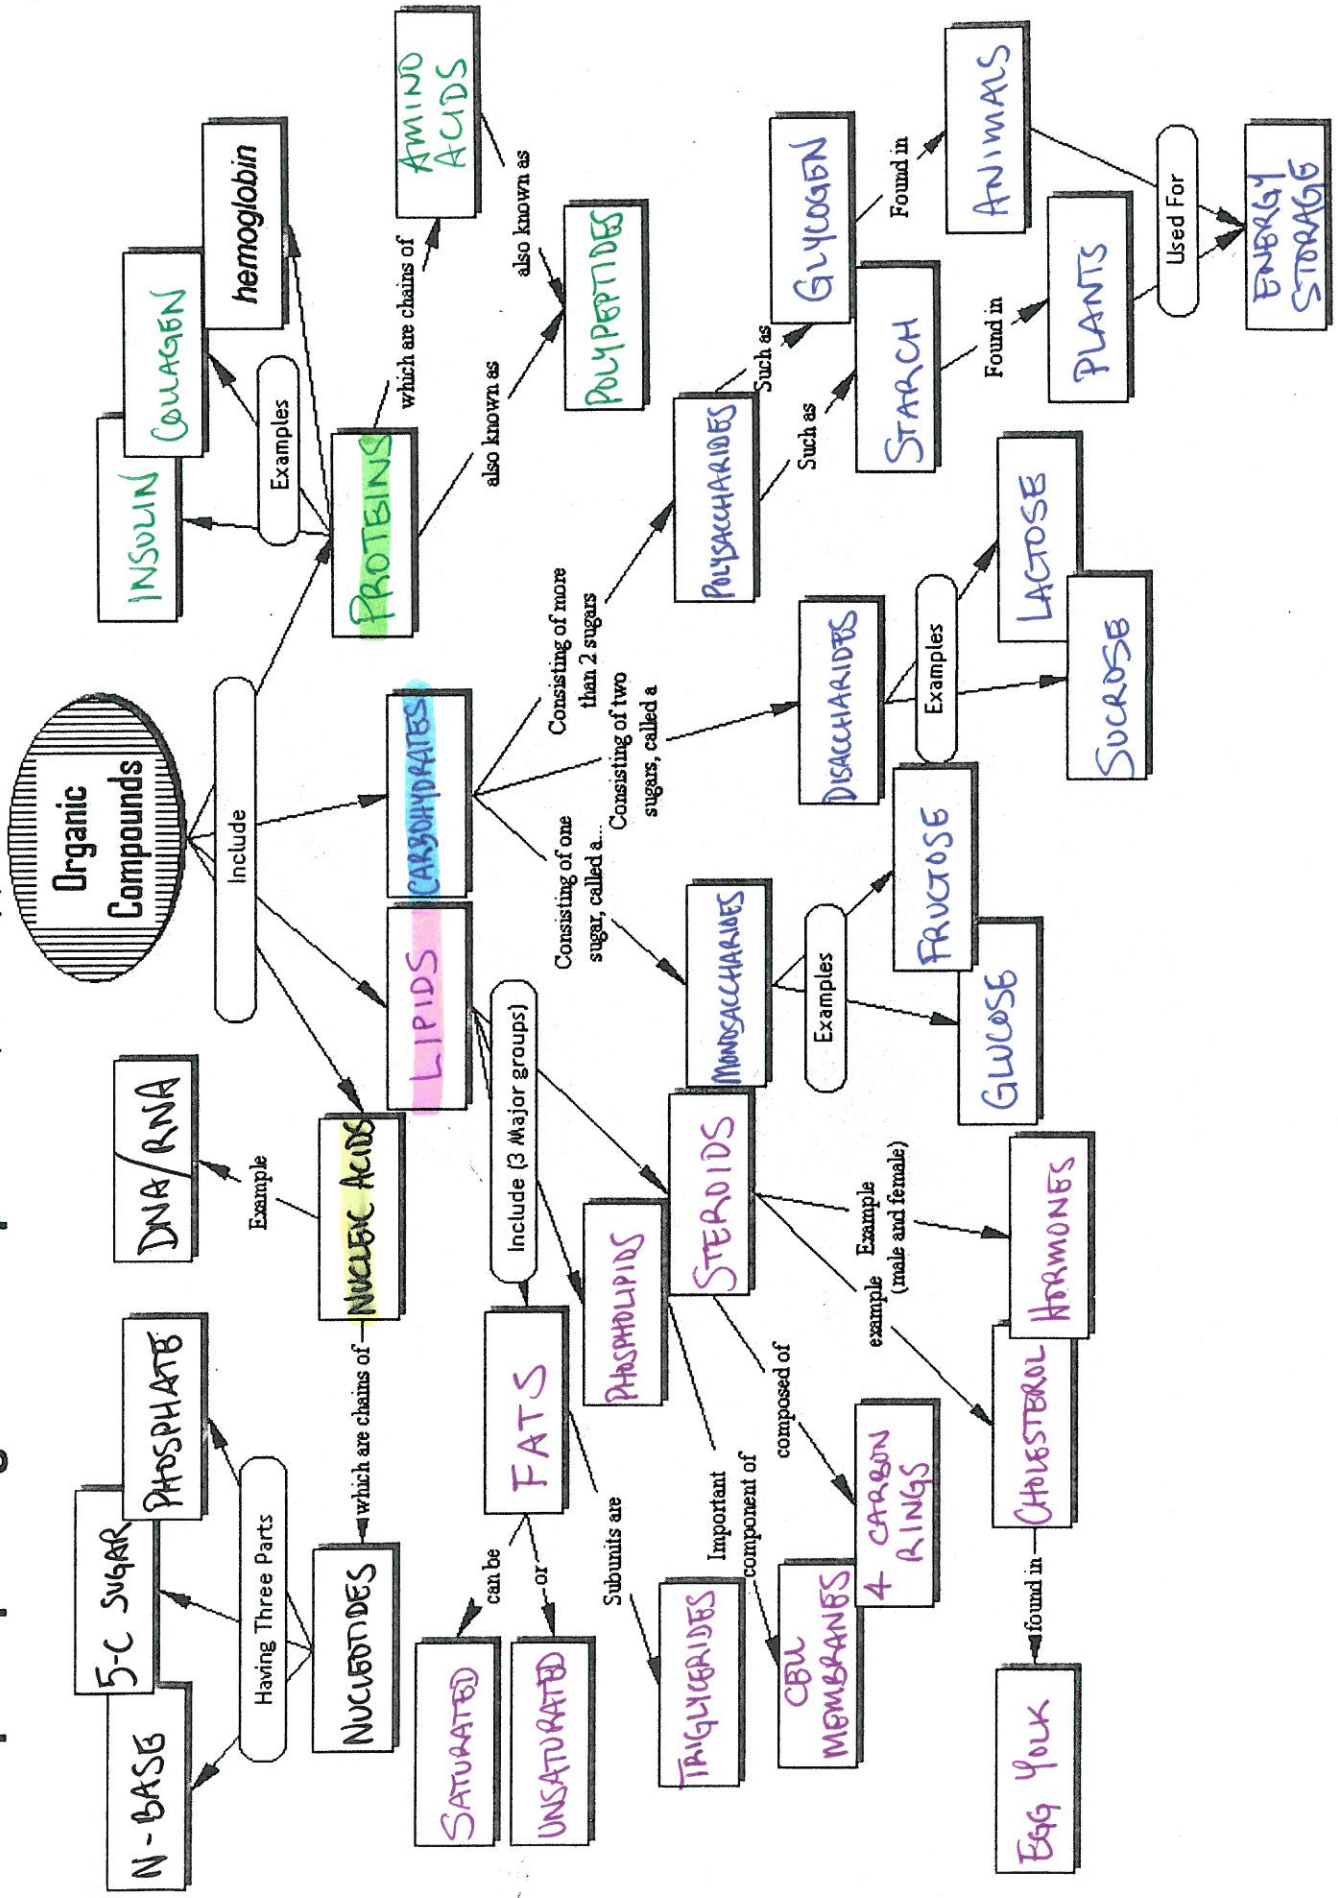 Organic
Compounds
Include
DNA/RNA
Example
NUCLEIC ACIDS
which are chains of
NUCLEOTIDES
Having Three Parts
N-BASE
5-C SUGAR
PHOSPHATE
LIPIDS
Include (3 Major groups)
FATS
can be
SATURATED
or
UNSATURATED
Subunits are
TRIGLYCERIDES
PHOSPHOLIPIDS
Important
component of
CELL
MEMBRANES
STEROIDS
composed of
4 CARBON
RINGS
example
CHOLESTEROL
found in
EGG YOLK
Example
(male and female)
HORMONES
CARBOHYDRATES
Consisting of one
sugar, called a...
MONOSACCHARIDES
Examples
GLUCOSE
FRUCTOSE
Consisting of two
sugars, called a
DISACCHARIDES
Examples
SUCROSE
LACTOSE
Consisting of more
than 2 sugars
POLYSACCHARIDES
Such as
STARCH
Found in
PLANTS
Such as
GLYCOGEN
Found in
ANIMALS
Used For
ENERGY
STORAGE
PROTEINS
Examples
INSULIN
COLLAGEN
hemoglobin
which are chains of
AMINO
ACIDS
also known as
also known as
POLYPEPTIDES